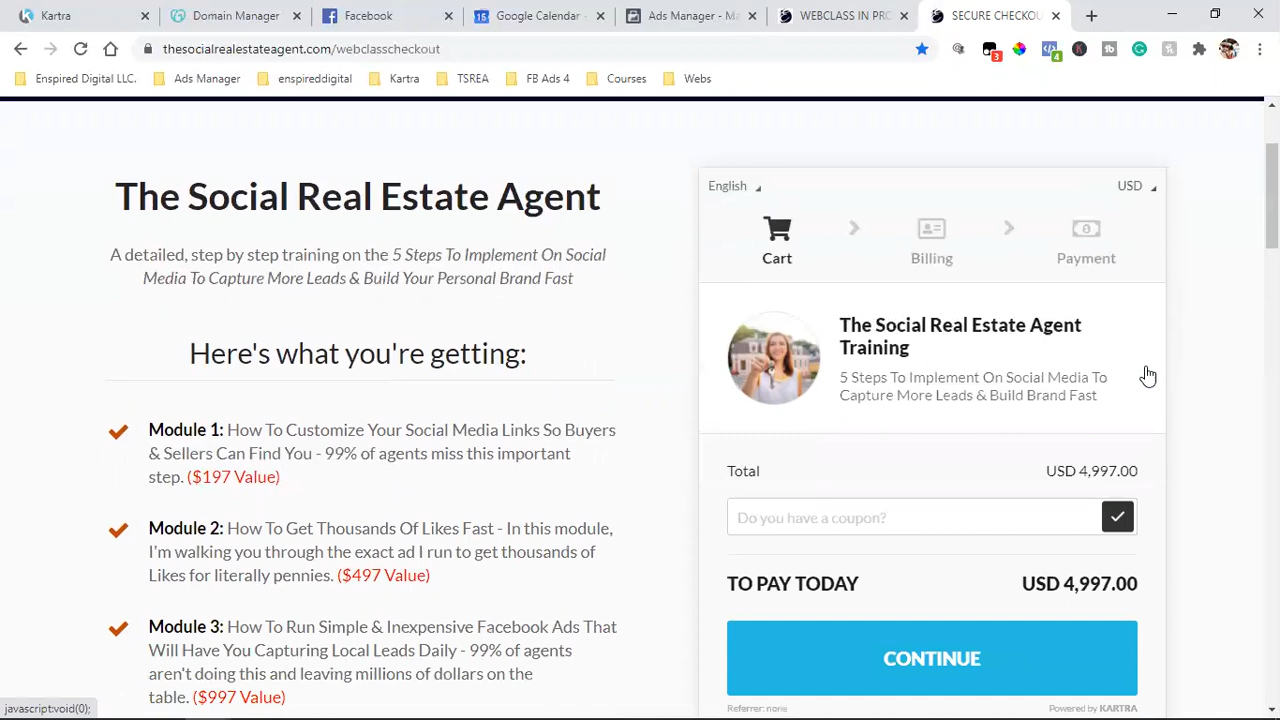 Kartra
Domain Manager
Facebook
Google Calendar -
Ads Manager - M
WEBCLASS IN PRO
SECURE CHECKOU
thesocialrealestateagent.com/webclasscheckout
3
4
Enspired Digital LLC.
Ads Manager
enspireddigital
Kartra
TSREA
FB Ads 4
Courses
Webs
The Social Real Estate Agent
A detailed, step by step training on the 5 Steps To Implement On Social
Media To Capture More Leads & Build Your Personal Brand Fast
Here's what you're getting:
Module 1: How To Customize Your Social Media Links So Buyers
& Sellers Can Find You - 99% of agents miss this important
step. ($197 Value)
Module 2: How To Get Thousands Of Likes Fast - In this module,
I'm walking you through the exact ad I run to get thousands of
Likes for literally pennies. ($497 Value)
Module 3: How To Run Simple & Inexpensive Facebook Ads That
Will Have You Capturing Local Leads Daily - 99% of agents
aren't doing this and leaving millions of dollars on the
table. ($997 Value)
English
USD
Cart
Billing
Payment
The Social Real Estate Agent
Training
5 Steps To Implement On Social Media To
Capture More Leads & Build Brand Fast
Total
USD 4,997.00
Do you have a coupon?
TO PAY TODAY
USD 4,997.00
CONTINUE
Referrer: none
Powered by KARTRA
javascript:void(0);